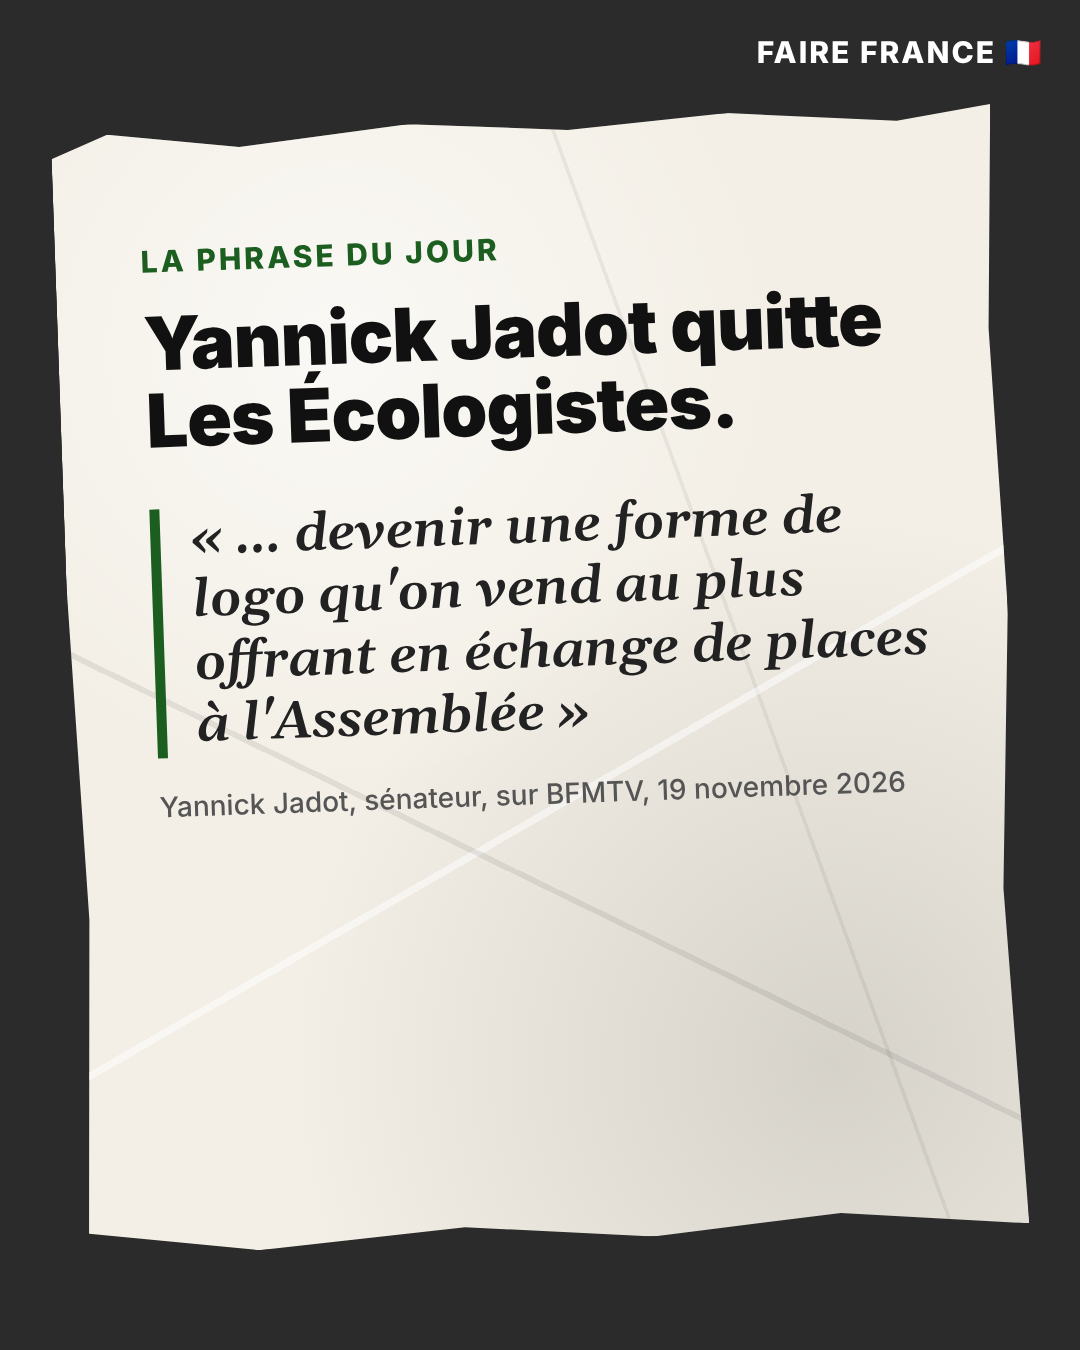 FAIRE FRANCE 🇫🇷
LA PHRASE DU JOUR
Yannick Jadot quitte
Les Écologistes.
« ... devenir une forme de
logo qu'on vend au plus
offrant en échange de places
à l'Assemblée »
Yannick Jadot, sénateur, sur BFMTV, 19 novembre 2026